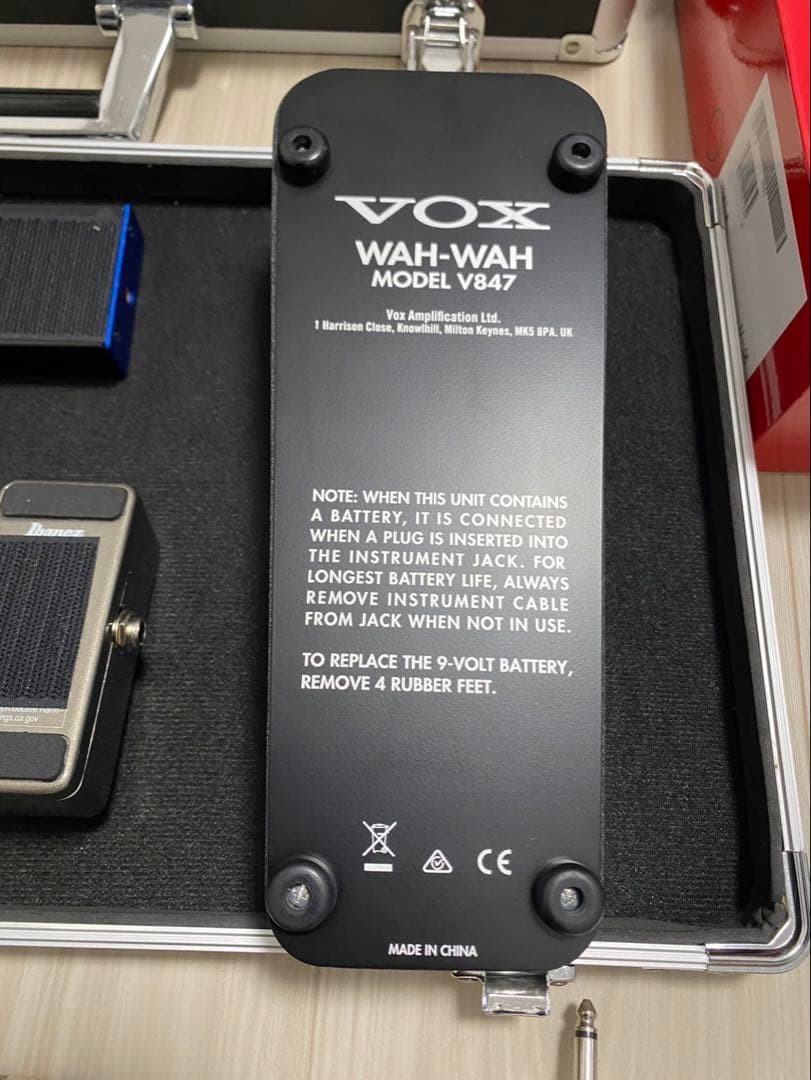 VOX
WAH-WAH
MODEL V847
Vox Amplification Ltd.
1 Harrison Close, Knowlhill, Milton Keynes, MK5 8PA. UK
NOTE: WHEN THIS UNIT CONTAINS
A BATTERY, IT IS CONNECTED
WHEN A PLUG IS INSERTED INTO
THE INSTRUMENT JACK. FOR
LONGEST BATTERY LIFE, ALWAYS
REMOVE INSTRUMENT CABLE
FROM JACK WHEN NOT IN USE.
TO REPLACE THE 9-VOLT BATTERY,
REMOVE 4 RUBBER FEET.
CE
MADE IN CHINA
Ibanez
ngs.ca.gov